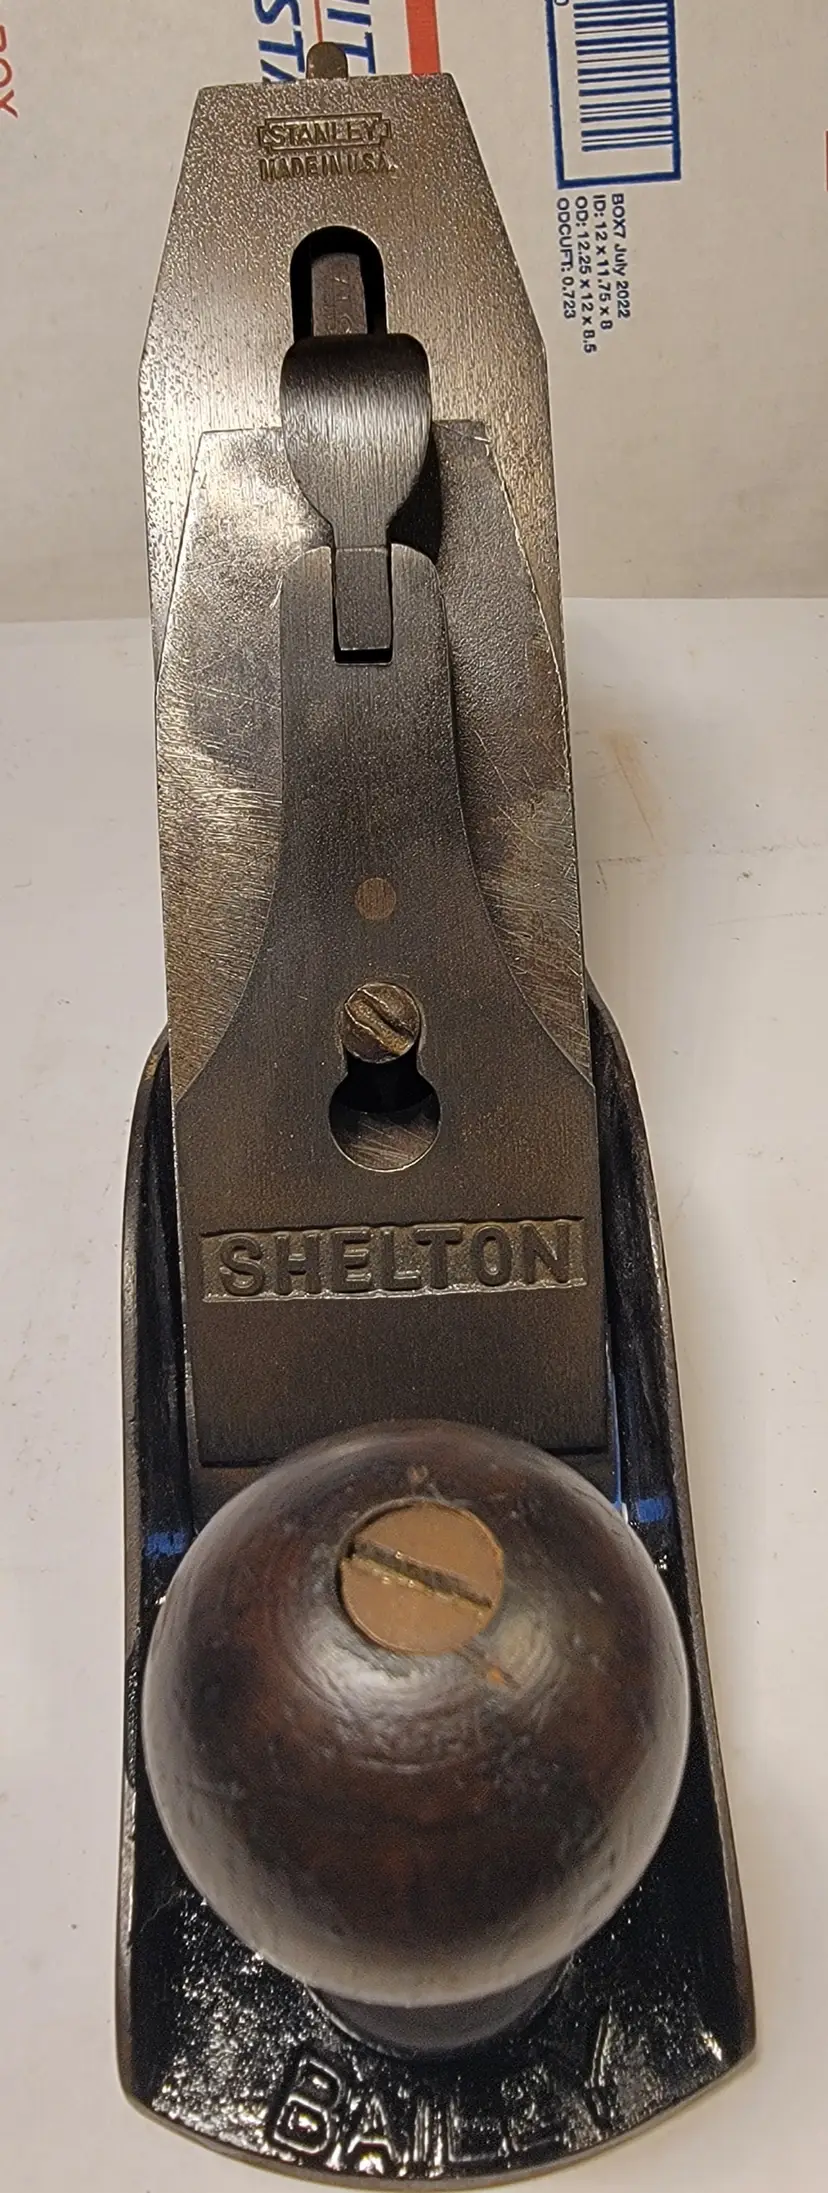 STANLEY
MADE IN U.S.A.
BOX7 July 2022
ID: 12 x 11.75 x 8
OD: 12.25 x 12 x 8.5
ODCUFT: 0.723
SHELTON
BAILEY